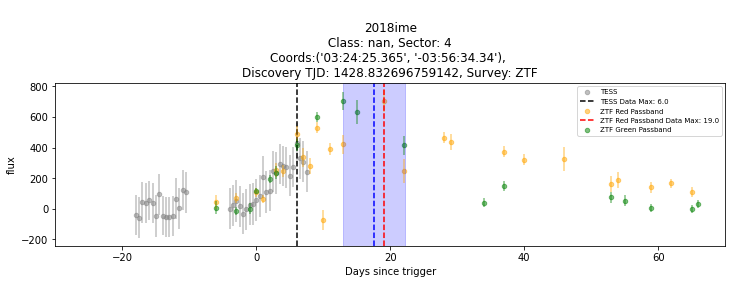 2018ime
Class: nan, Sector: 4
Coords:('03:24:25.365', '-03:56:34.34'),
Discovery TJD: 1428.832696759142, Survey: ZTF
800
600
400
200
0
−200
flux
TESS
TESS Data Max: 6.0
ZTF Red Passband
ZTF Red Passband Data Max: 19.0
ZTF Green Passband
−20
0
20
40
60
Days since trigger